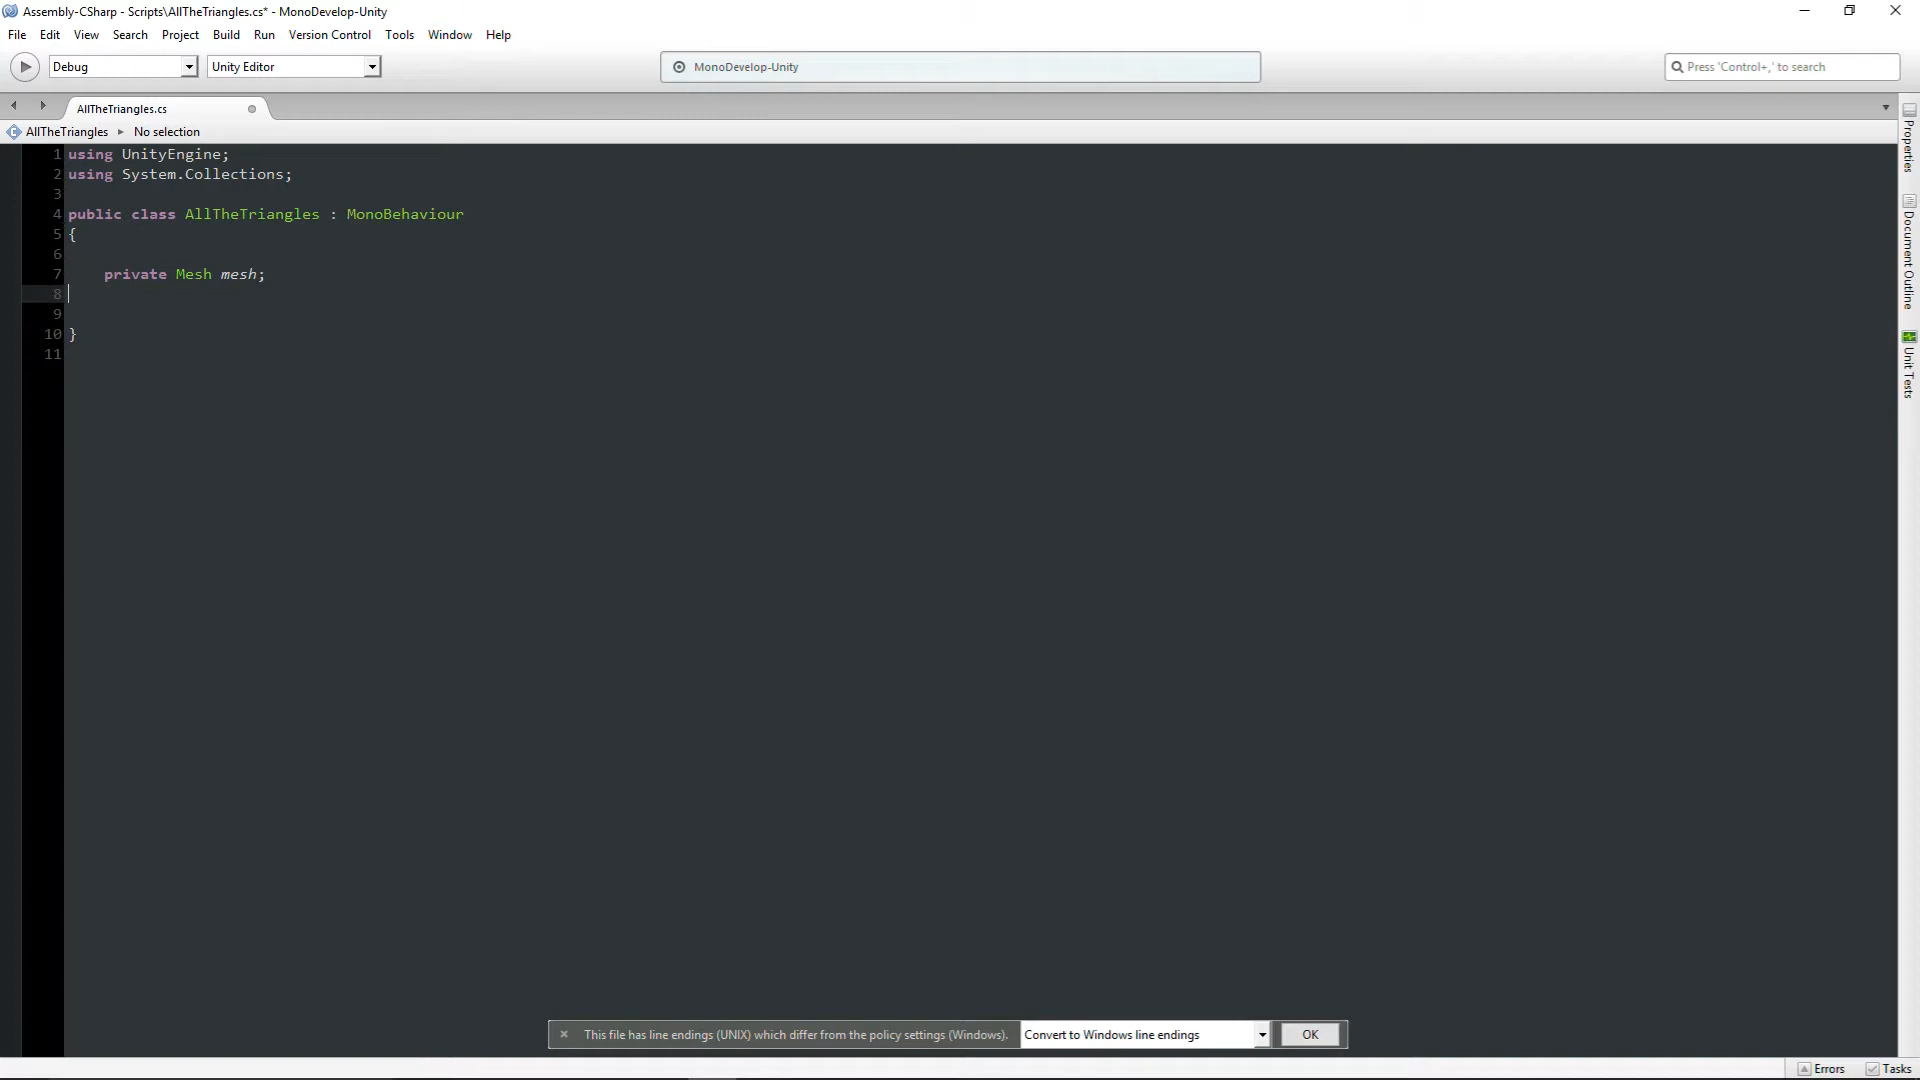 Assembly-CSharp - Scripts\AllTheTriangles.cs* - MonoDevelop-Unity
File Edit View Search Project Build Run Version Control Tools Window Help
Debug Unity Editor MonoDevelop-Unity Press 'Control+,' to search
AllTheTriangles.cs
AllTheTriangles ▸ No selection
1 using UnityEngine;
2 using System.Collections;
3
4 public class AllTheTriangles : MonoBehaviour
5 {
6
7     private Mesh mesh;
8
9
10 }
11
Properties
Document Outline
Unit Tests
This file has line endings (UNIX) which differ from the policy settings (Windows). Convert to Windows line endings OK
Errors Tasks